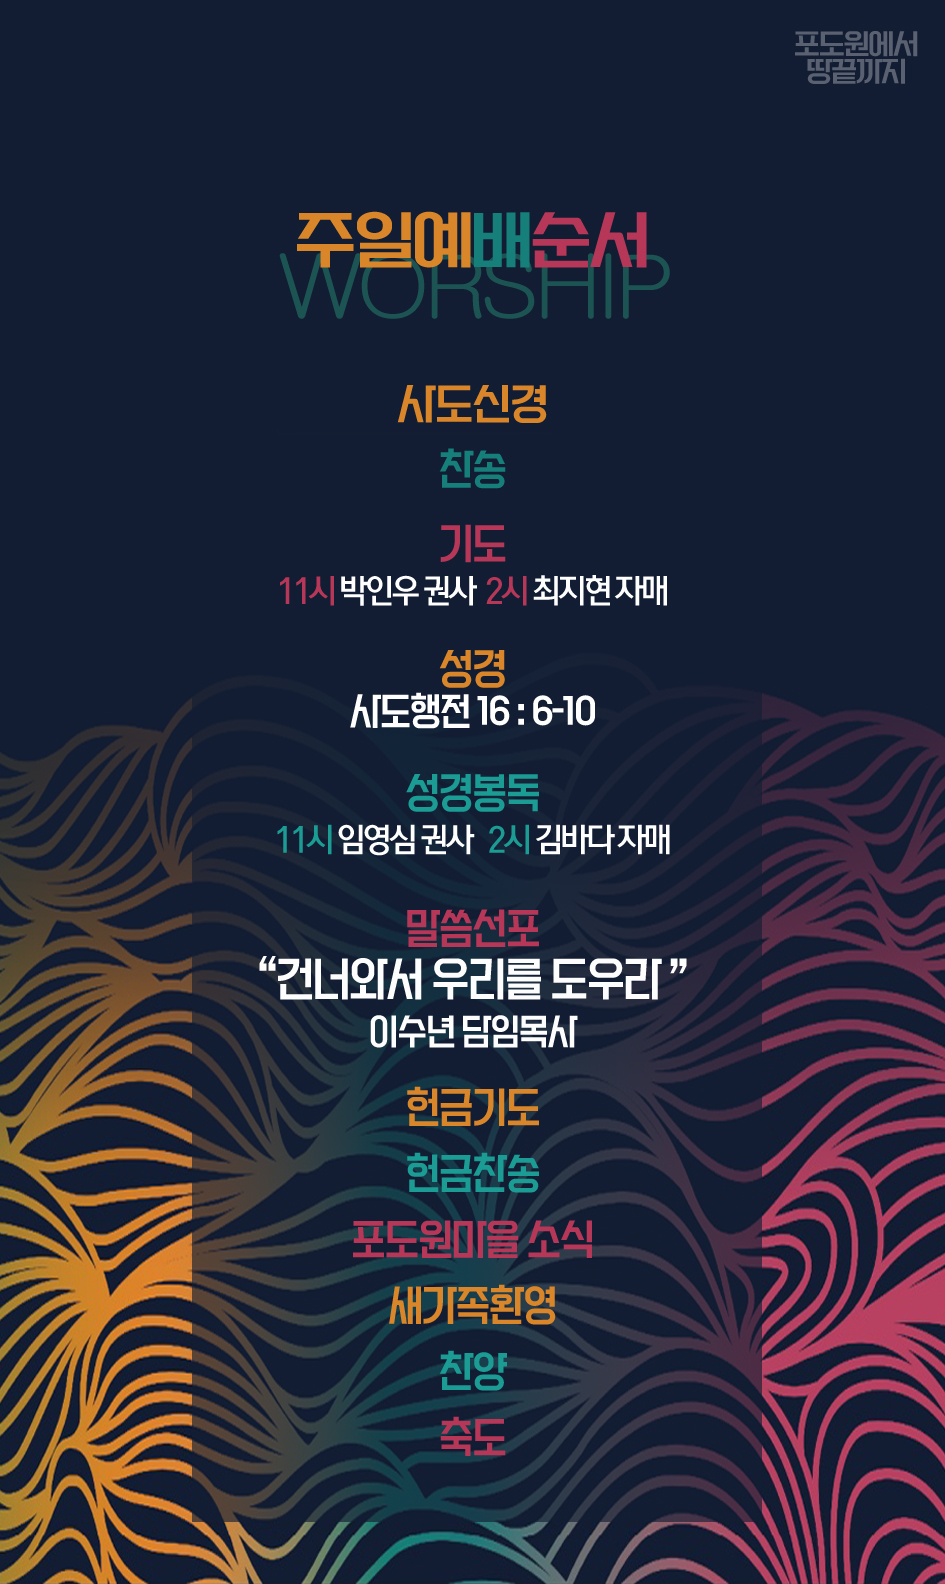 포도원에서
땅끝까지
주일예배순서
WORSHIP
사도신경
찬송
기도
11시 박인우 권사 2시 최지현 자매
성경
사도행전 16 : 6-10
성경봉독
11시 임영심 권사 2시 김바다 자매
말씀선포
“건너와서 우리를 도우라 ”
이수년 담임목사
헌금기도
헌금찬송
포도원마을 소식
새가족환영
찬양
축도